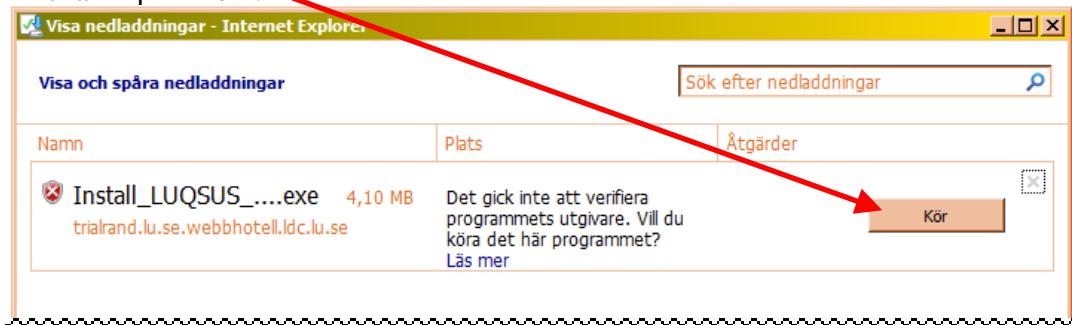 Visa nedladdningar - Internet Explorer
Visa och spåra nedladdningar
Sök efter nedladdningar
Namn Plats Åtgärder
Install_LUQSUS_....exe 4,10 MB
trialrand.lu.se.webbhotell.ldc.lu.se
Det gick inte att verifiera
programmets utgivare. Vill du
köra det här programmet?
Läs mer
Kör